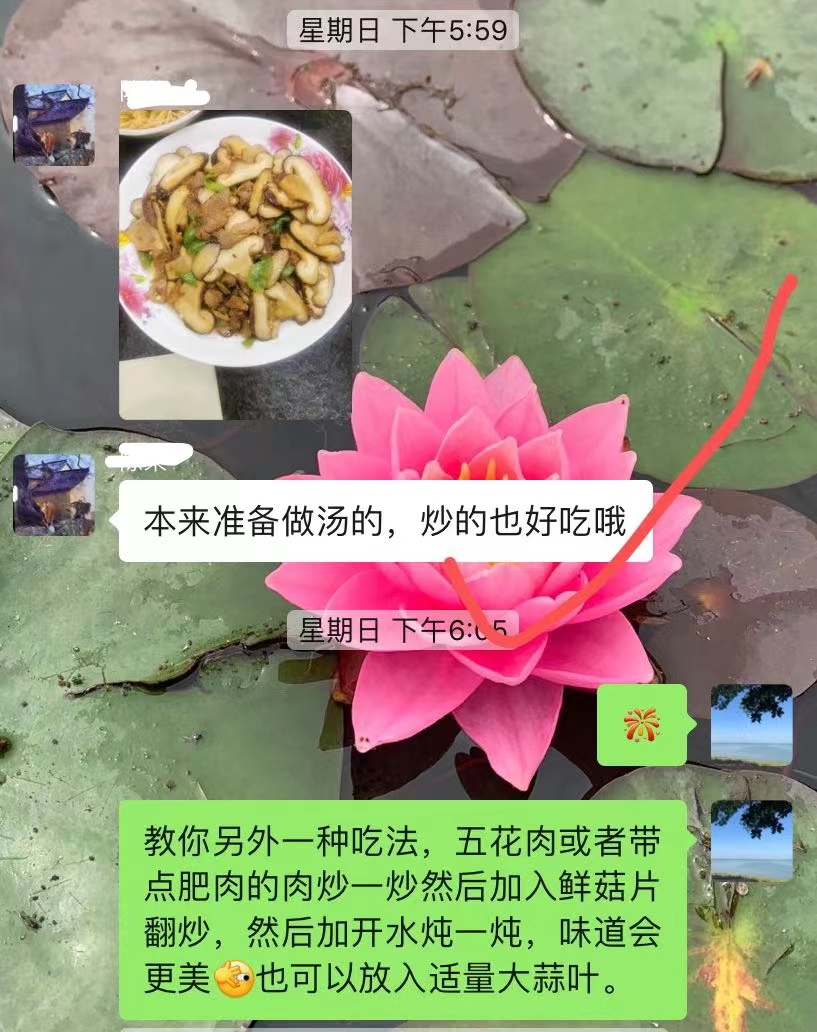 星期日 下午5:59
本来准备做汤的，炒的也好吃哦
星期日 下午6:05
教你另外一种吃法，五花肉或者带
点肥肉的肉炒一炒然后加入鲜菇片
翻炒，然后加开水炖一炖，味道会
更美👌也可以放入适量大蒜叶。